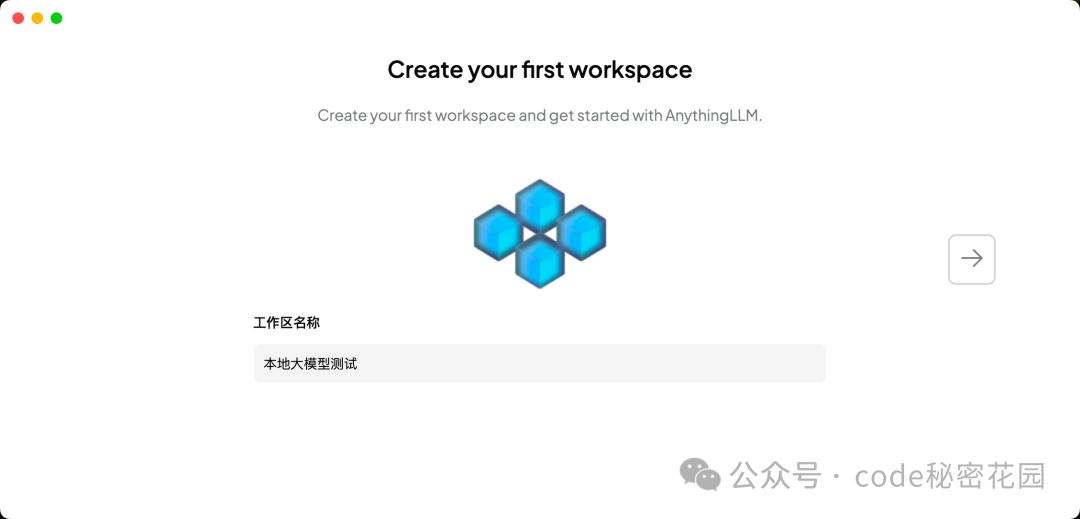 Create your first workspace
Create your first workspace and get started with AnythingLLM.
工作区名称
本地大模型测试
公众号 · code秘密花园